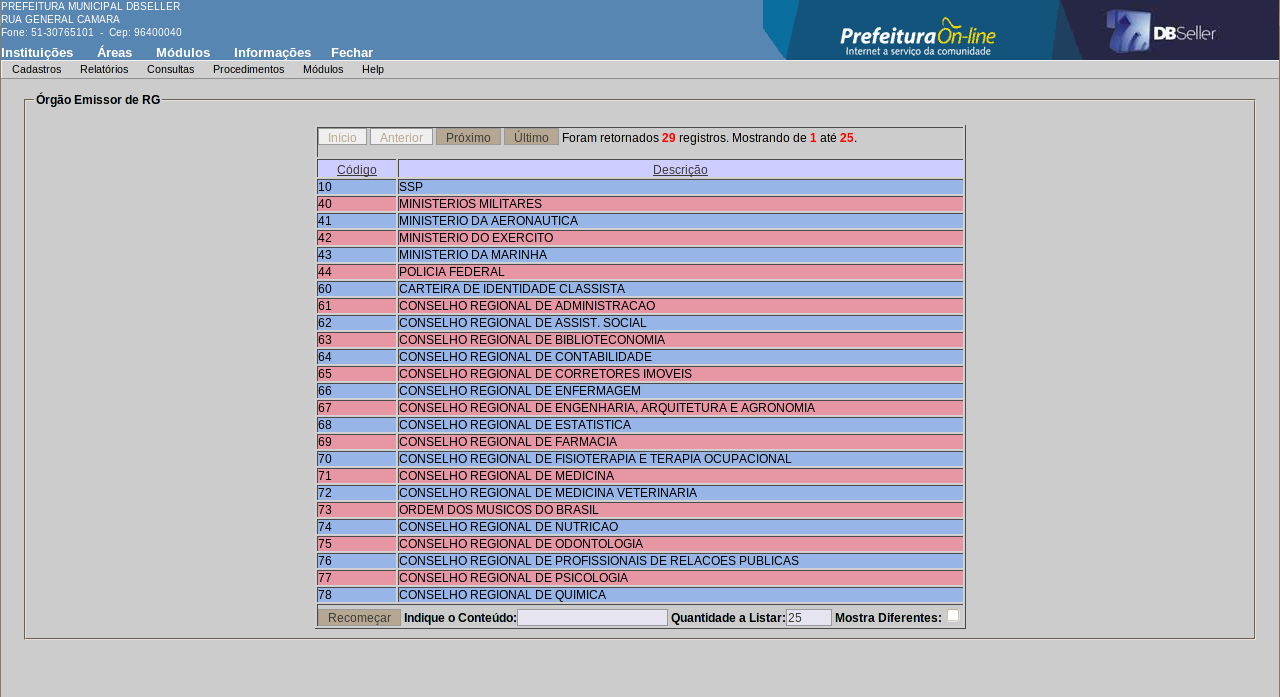 PREFEITURA MUNICIPAL DBSELLER
RUA GENERAL CAMARA
Fone: 51-30765101 - Cep: 96400040
Prefeitura On-line
Internet a serviço da comunidade
DBSeller
Instituições Áreas Módulos Informações Fechar
Cadastros Relatórios Consultas Procedimentos Módulos Help
Órgão Emissor de RG
Início Anterior Próximo Último Foram retornados 29 registros. Mostrando de 1 até 25.
Código Descrição
10 SSP
40 MINISTERIOS MILITARES
41 MINISTERIO DA AERONAUTICA
42 MINISTERIO DO EXERCITO
43 MINISTERIO DA MARINHA
44 POLICIA FEDERAL
60 CARTEIRA DE IDENTIDADE CLASSISTA
61 CONSELHO REGIONAL DE ADMINISTRACAO
62 CONSELHO REGIONAL DE ASSIST. SOCIAL
63 CONSELHO REGIONAL DE BIBLIOTECONOMIA
64 CONSELHO REGIONAL DE CONTABILIDADE
65 CONSELHO REGIONAL DE CORRETORES IMOVEIS
66 CONSELHO REGIONAL DE ENFERMAGEM
67 CONSELHO REGIONAL DE ENGENHARIA, ARQUITETURA E AGRONOMIA
68 CONSELHO REGIONAL DE ESTATISTICA
69 CONSELHO REGIONAL DE FARMACIA
70 CONSELHO REGIONAL DE FISIOTERAPIA E TERAPIA OCUPACIONAL
71 CONSELHO REGIONAL DE MEDICINA
72 CONSELHO REGIONAL DE MEDICINA VETERINARIA
73 ORDEM DOS MUSICOS DO BRASIL
74 CONSELHO REGIONAL DE NUTRICAO
75 CONSELHO REGIONAL DE ODONTOLOGIA
76 CONSELHO REGIONAL DE PROFISSIONAIS DE RELACOES PUBLICAS
77 CONSELHO REGIONAL DE PSICOLOGIA
78 CONSELHO REGIONAL DE QUIMICA
Recomeçar Indique o Conteúdo: Quantidade a Listar: 25 Mostra Diferentes: